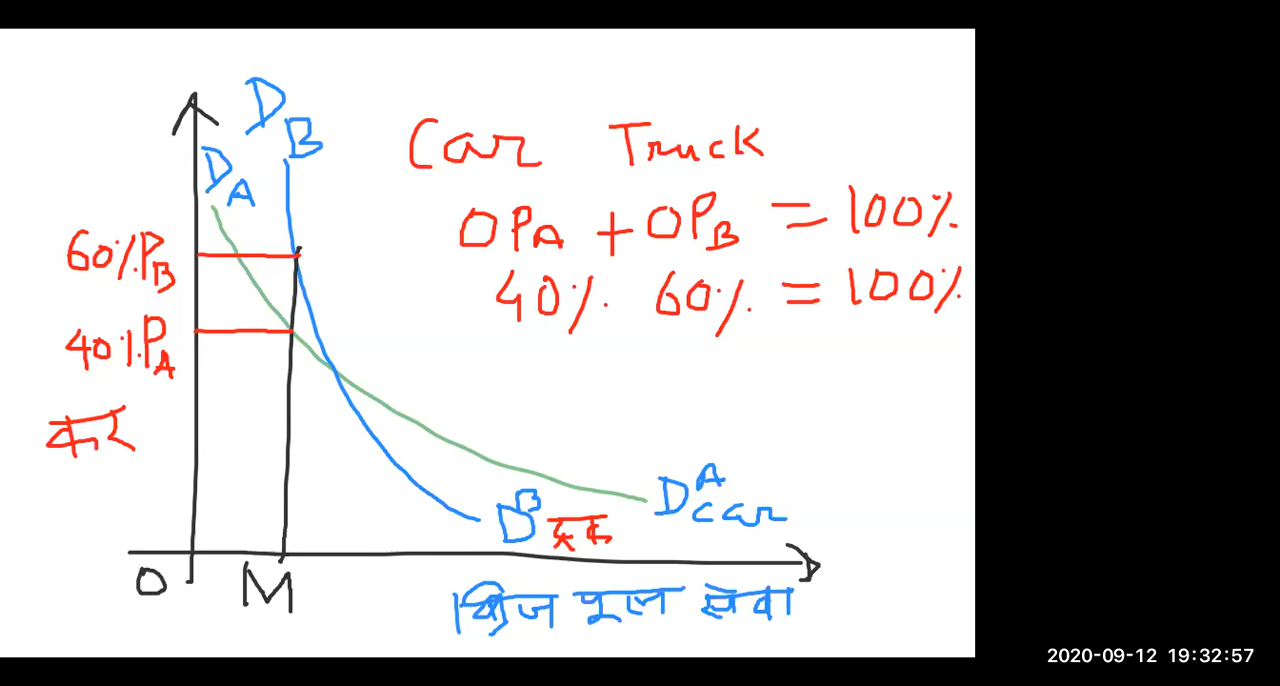 D_B
D_A
Car Truck
OP_A + OP_B = 100%
60% P_B
40% 60% = 100%
40% P_A
कर
D^A car
D^B ट्रक
O M
ब्रिज पूल सेवा
2020-09-12 19:32:57